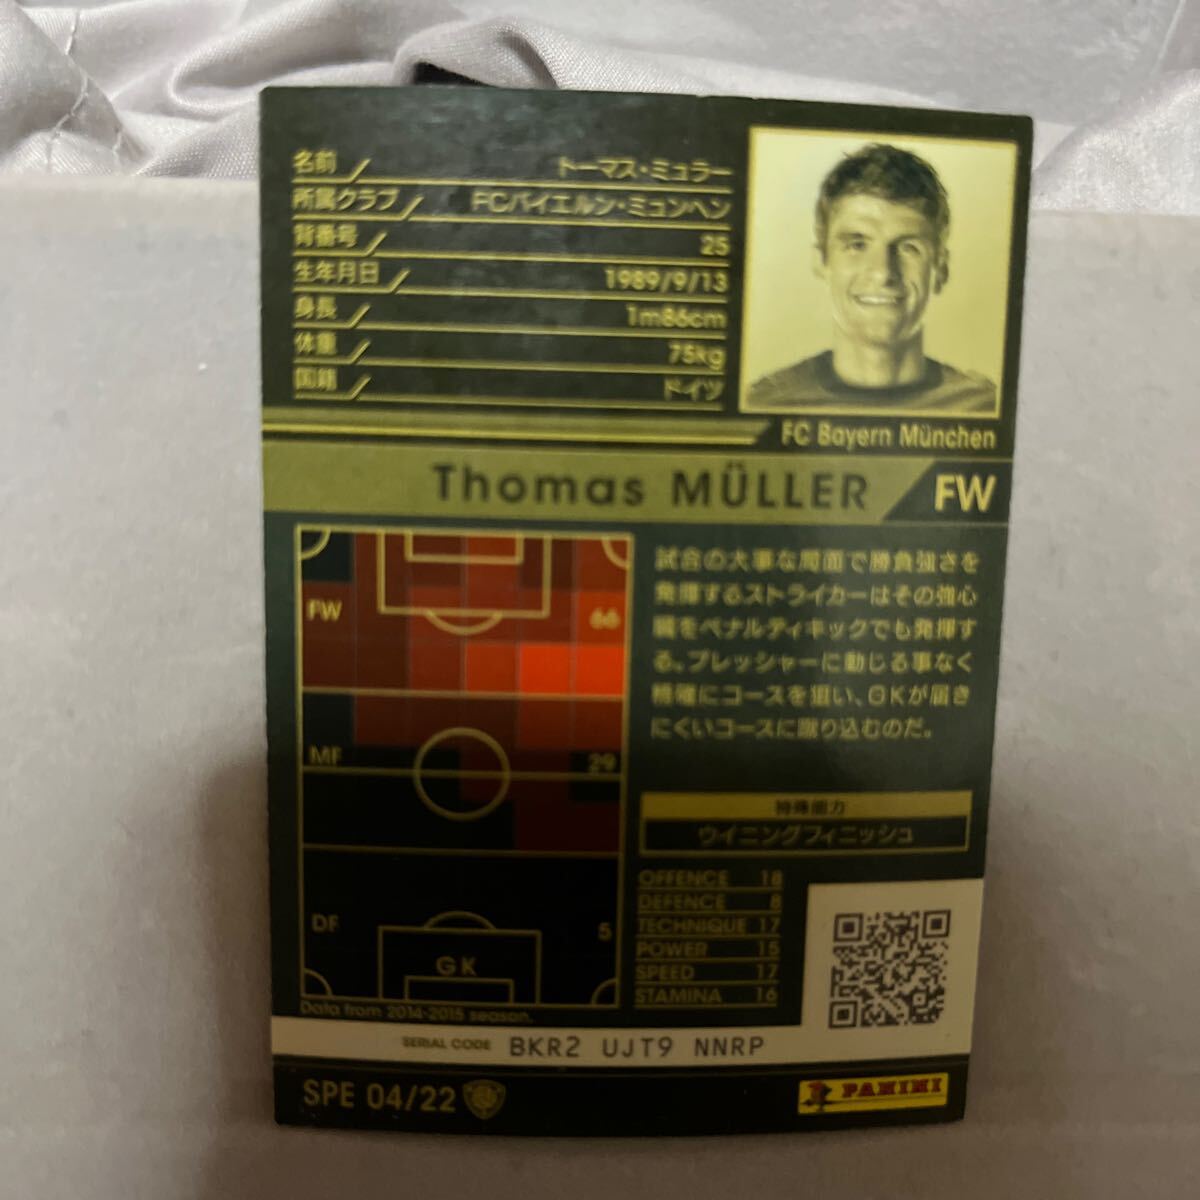 名前 トーマス・ミュラー
所属クラブ FCバイエルン・ミュンヘン
背番号 25
生年月日 1989/9/13
身長 1m86cm
体重 75kg
国籍 ドイツ
FC Bayern München
Thomas MÜLLER FW
FW 66
MF 29
DF 5
GK
Data from 2014-2015 season.
試合の大事な局面で勝負強さを
発揮するストライカーはその強心
臓をペナルティキックでも発揮す
る。プレッシャーに動じる事なく
精確にコースを狙い、GKが届き
にくいコースに蹴り込むのだ。
特殊能力
ウイニングフィニッシュ
OFFENCE 18
DEFENCE 8
TECHNIQUE 17
POWER 15
SPEED 17
STAMINA 16
SERIAL CODE BKR2 UJT9 NNRP
SPE 04/22
PANINI